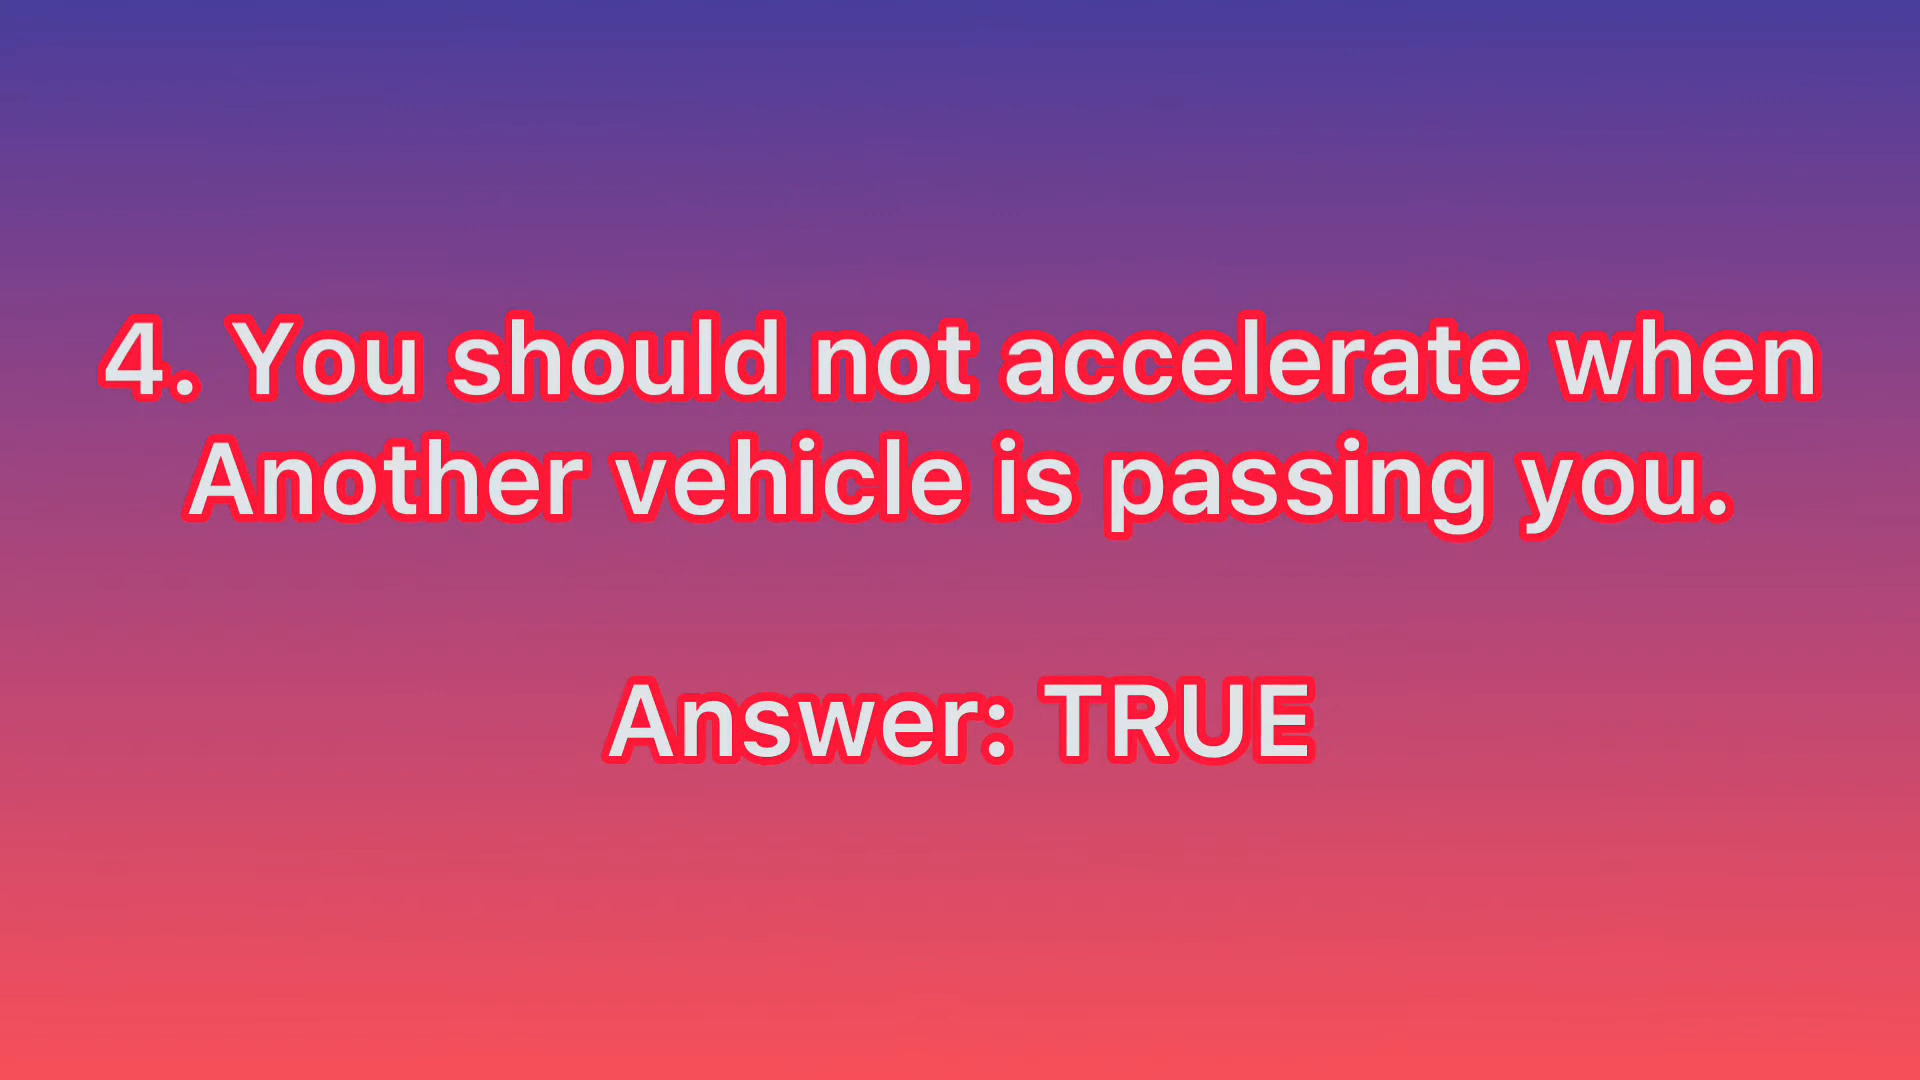 4. You should not accelerate when
Another vehicle is passing you.
Answer: TRUE